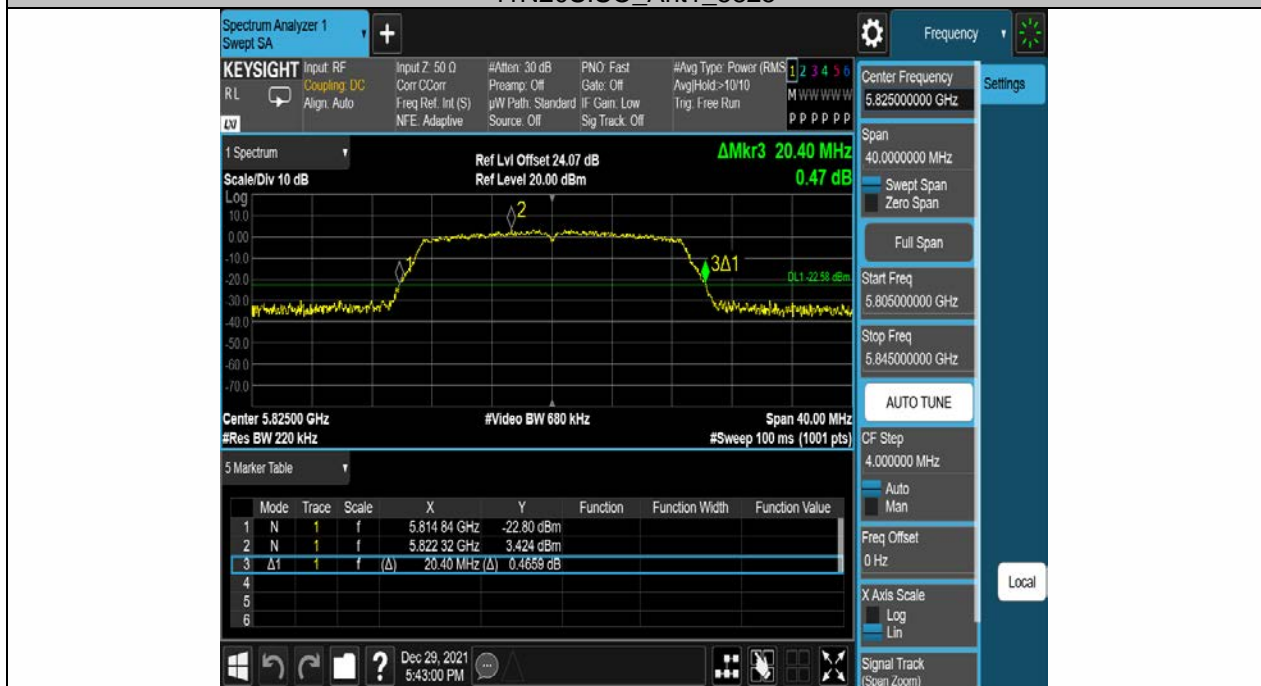 Spectrum Analyzer 1
Swept SA
+
Frequency
KEYSIGHT
RL
LXI
Input: RF
Coupling: DC
Align: Auto
Input Z: 50 Ω
Corr CCorr
Freq Ref: Int (S)
NFE: Adaptive
#Atten: 30 dB
Preamp: Off
µW Path: Standard
Source: Off
PNO: Fast
Gate: Off
IF Gain: Low
Sig Track: Off
#Avg Type: Power (RMS
Avg|Hold:>10/10
Trig: Free Run
1 2 3 4 5 6
M W W W W W
P P P P P P
1 Spectrum
Scale/Div 10 dB
Ref Lvl Offset 24.07 dB
Ref Level 20.00 dBm
ΔMkr3 20.40 MHz
0.47 dB
Log
10.0
0.00
-10.0
-20.0
-30.0
-40.0
-50.0
-60.0
-70.0
1
2
3Δ1
DL1 -22.58 dBm
Center 5.82500 GHz
#Res BW 220 kHz
#Video BW 680 kHz
Span 40.00 MHz
#Sweep 100 ms (1001 pts)
5 Marker Table
Mode Trace Scale X Y Function Function Width Function Value
1 N 1 f 5.814 84 GHz -22.80 dBm
2 N 1 f 5.822 32 GHz 3.424 dBm
3 Δ1 1 f (Δ) 20.40 MHz (Δ) 0.4659 dB
4
5
6
Dec 29, 2021
5:43:00 PM
?
Center Frequency
5.825000000 GHz
Settings
Span
40.0000000 MHz
Swept Span
Zero Span
Full Span
Start Freq
5.805000000 GHz
Stop Freq
5.845000000 GHz
AUTO TUNE
CF Step
4.000000 MHz
Auto
Man
Freq Offset
0 Hz
X Axis Scale
Log
Lin
Local
Signal Track
(Span Zoom)